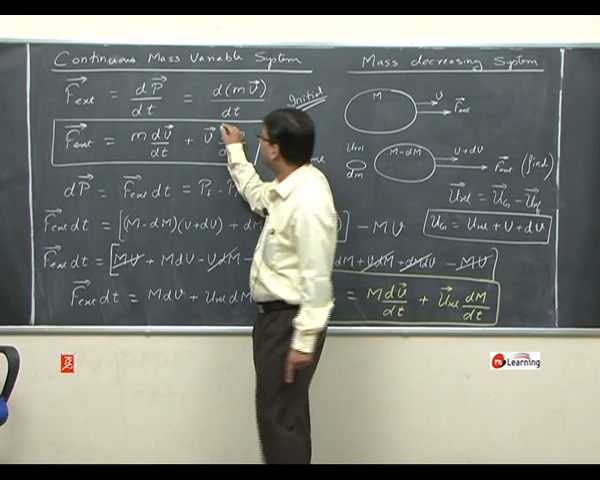 Continuous Mass Variable System
F⃗ext = dP⃗/dt = d(mv⃗)/dt
F⃗ext = m dv⃗/dt + v⃗
dP⃗ = F⃗ext dt = Pf - P
F⃗ext dt = [(M-dM)(v+dv) + dM ] - MV
F⃗ext dt = [MV + MdV - VdM - dM + VdM + dMdV - MV]
F⃗ext dt = MdV + Urel dM
= M dv⃗/dt + U⃗rel dM/dt
Mass decreasing System
Initial
M
v
F⃗ext
Urel
dm
M-dM
v+dv
F⃗ext (find)
U⃗rel = U⃗G - U⃗
UG = Urel + v + dv
Learning